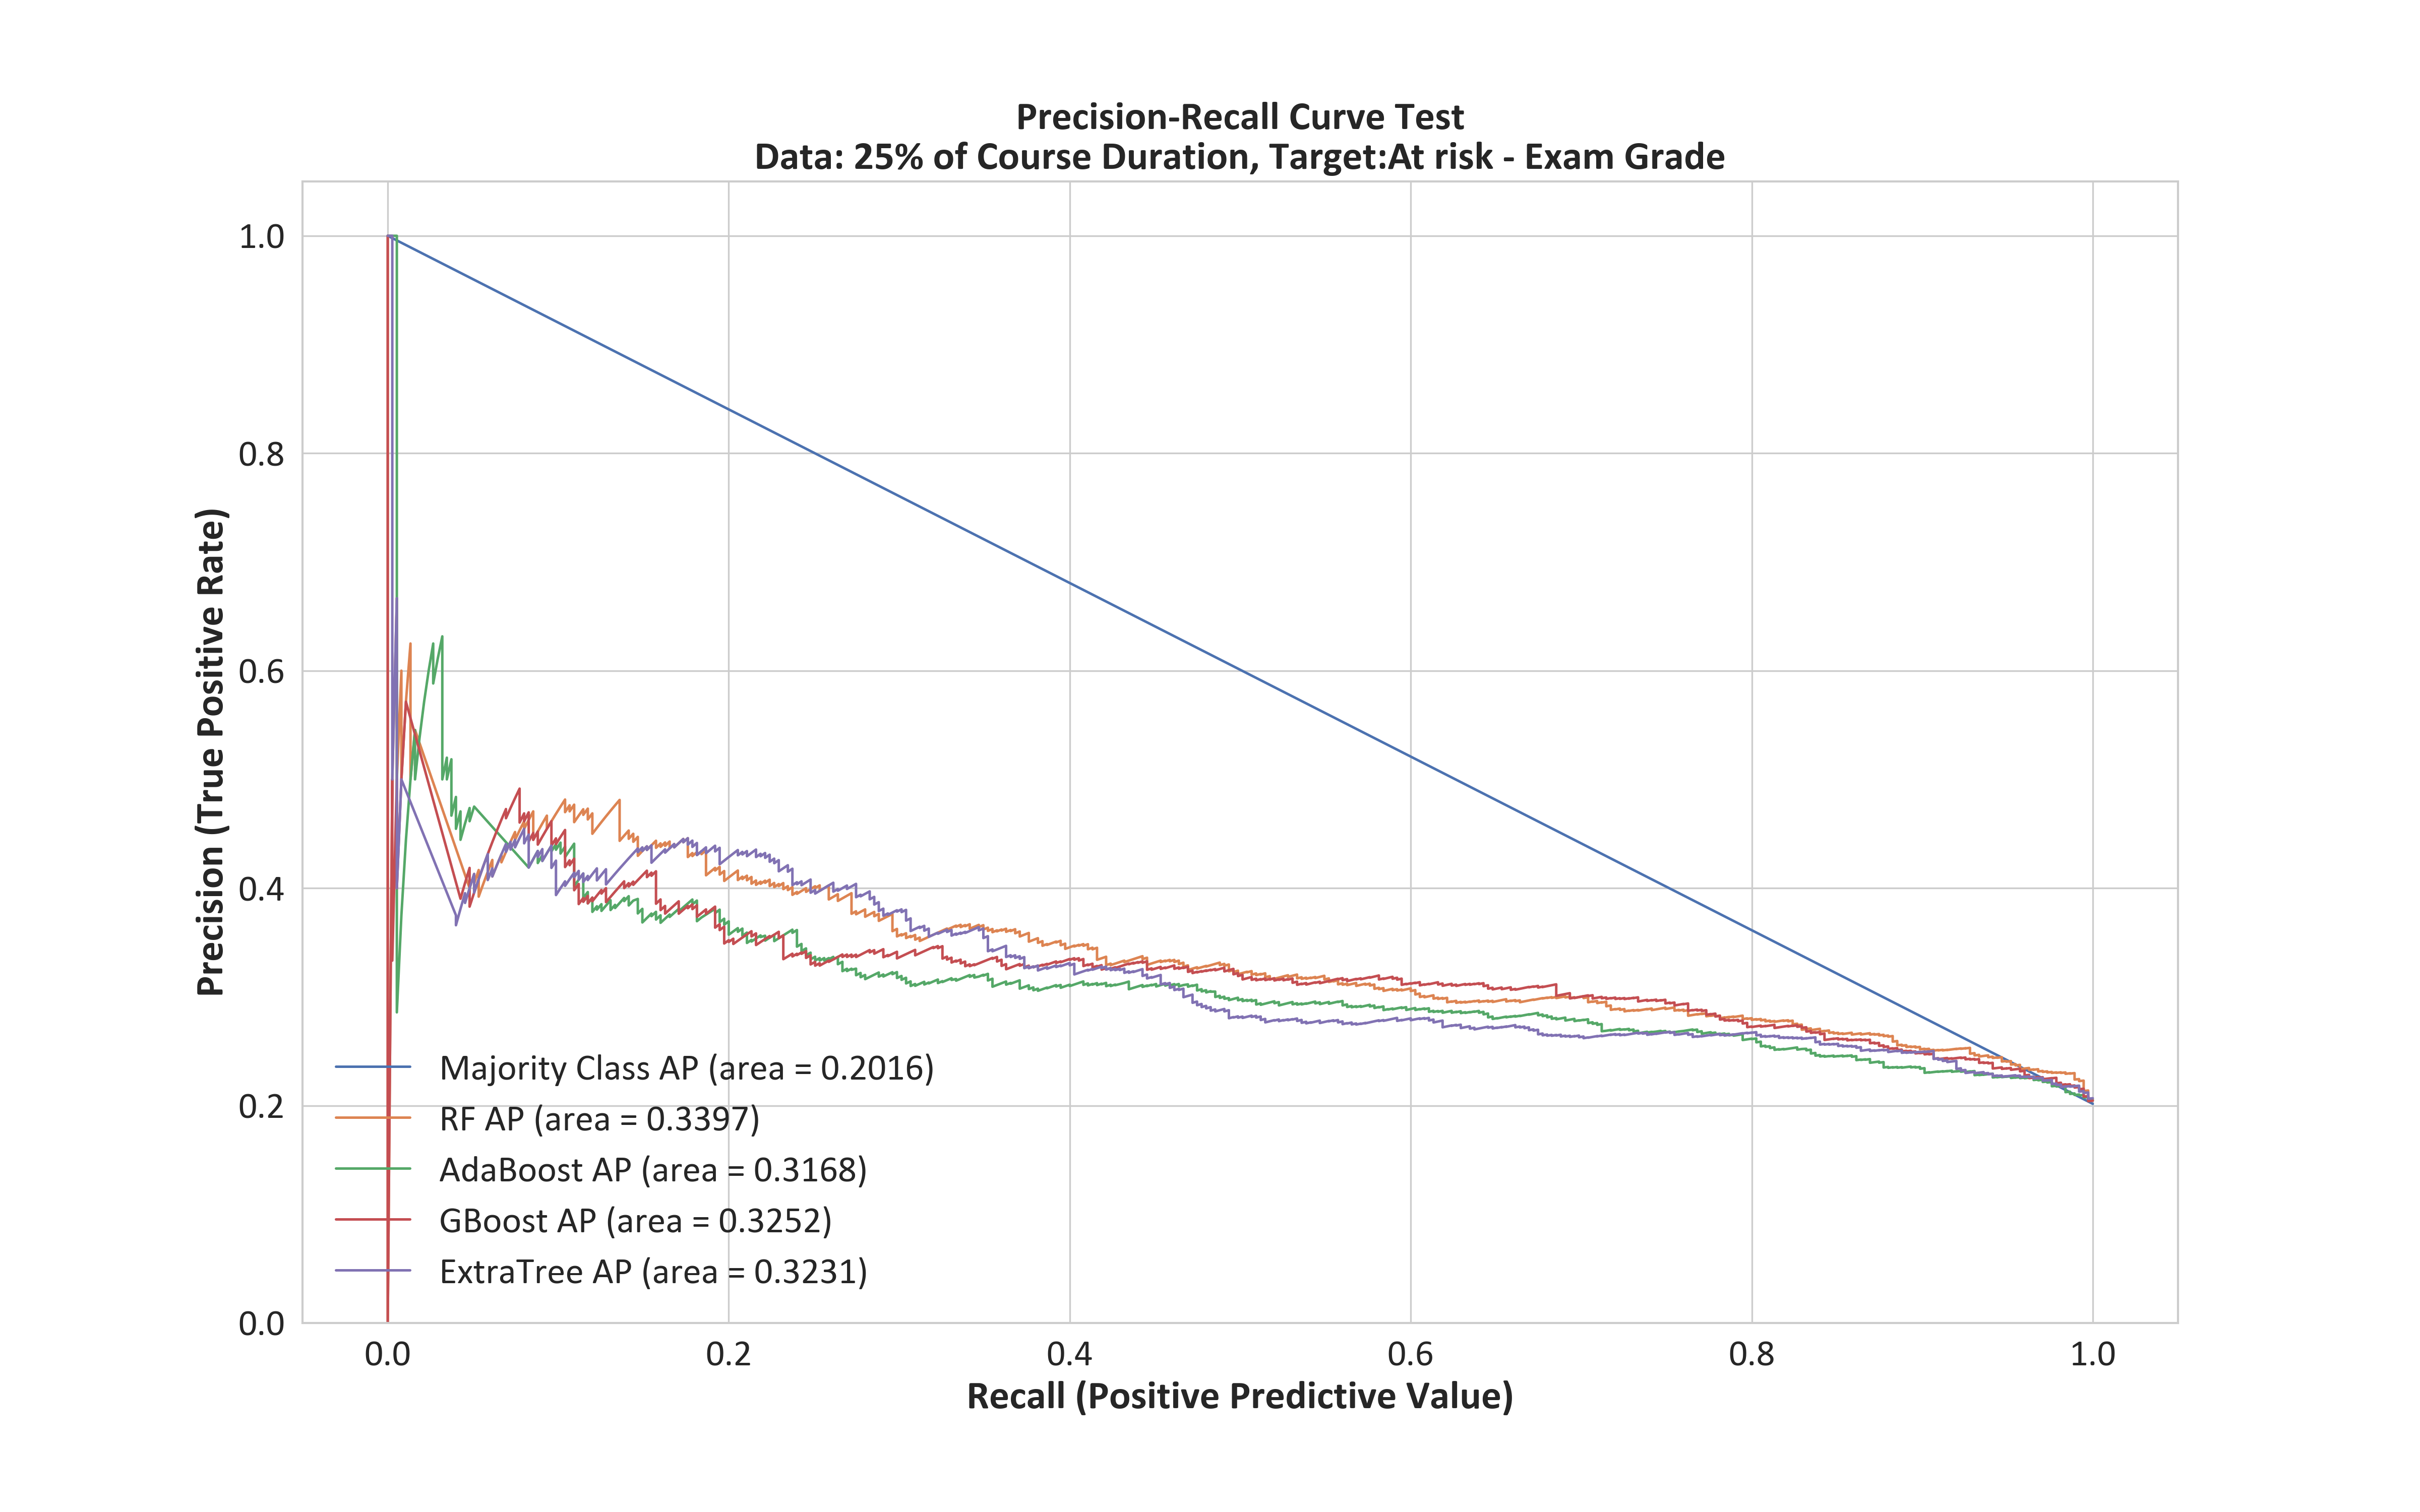 Precision-Recall Curve Test
Data: 25% of Course Duration, Target:At risk - Exam Grade
Precision (True Positive Rate)
1.0
0.8
0.6
0.4
0.2
0.0
Majority Class AP (area = 0.2016)
RF AP (area = 0.3397)
AdaBoost AP (area = 0.3168)
GBoost AP (area = 0.3252)
ExtraTree AP (area = 0.3231)
0.0 0.2 0.4 0.6 0.8 1.0
Recall (Positive Predictive Value)